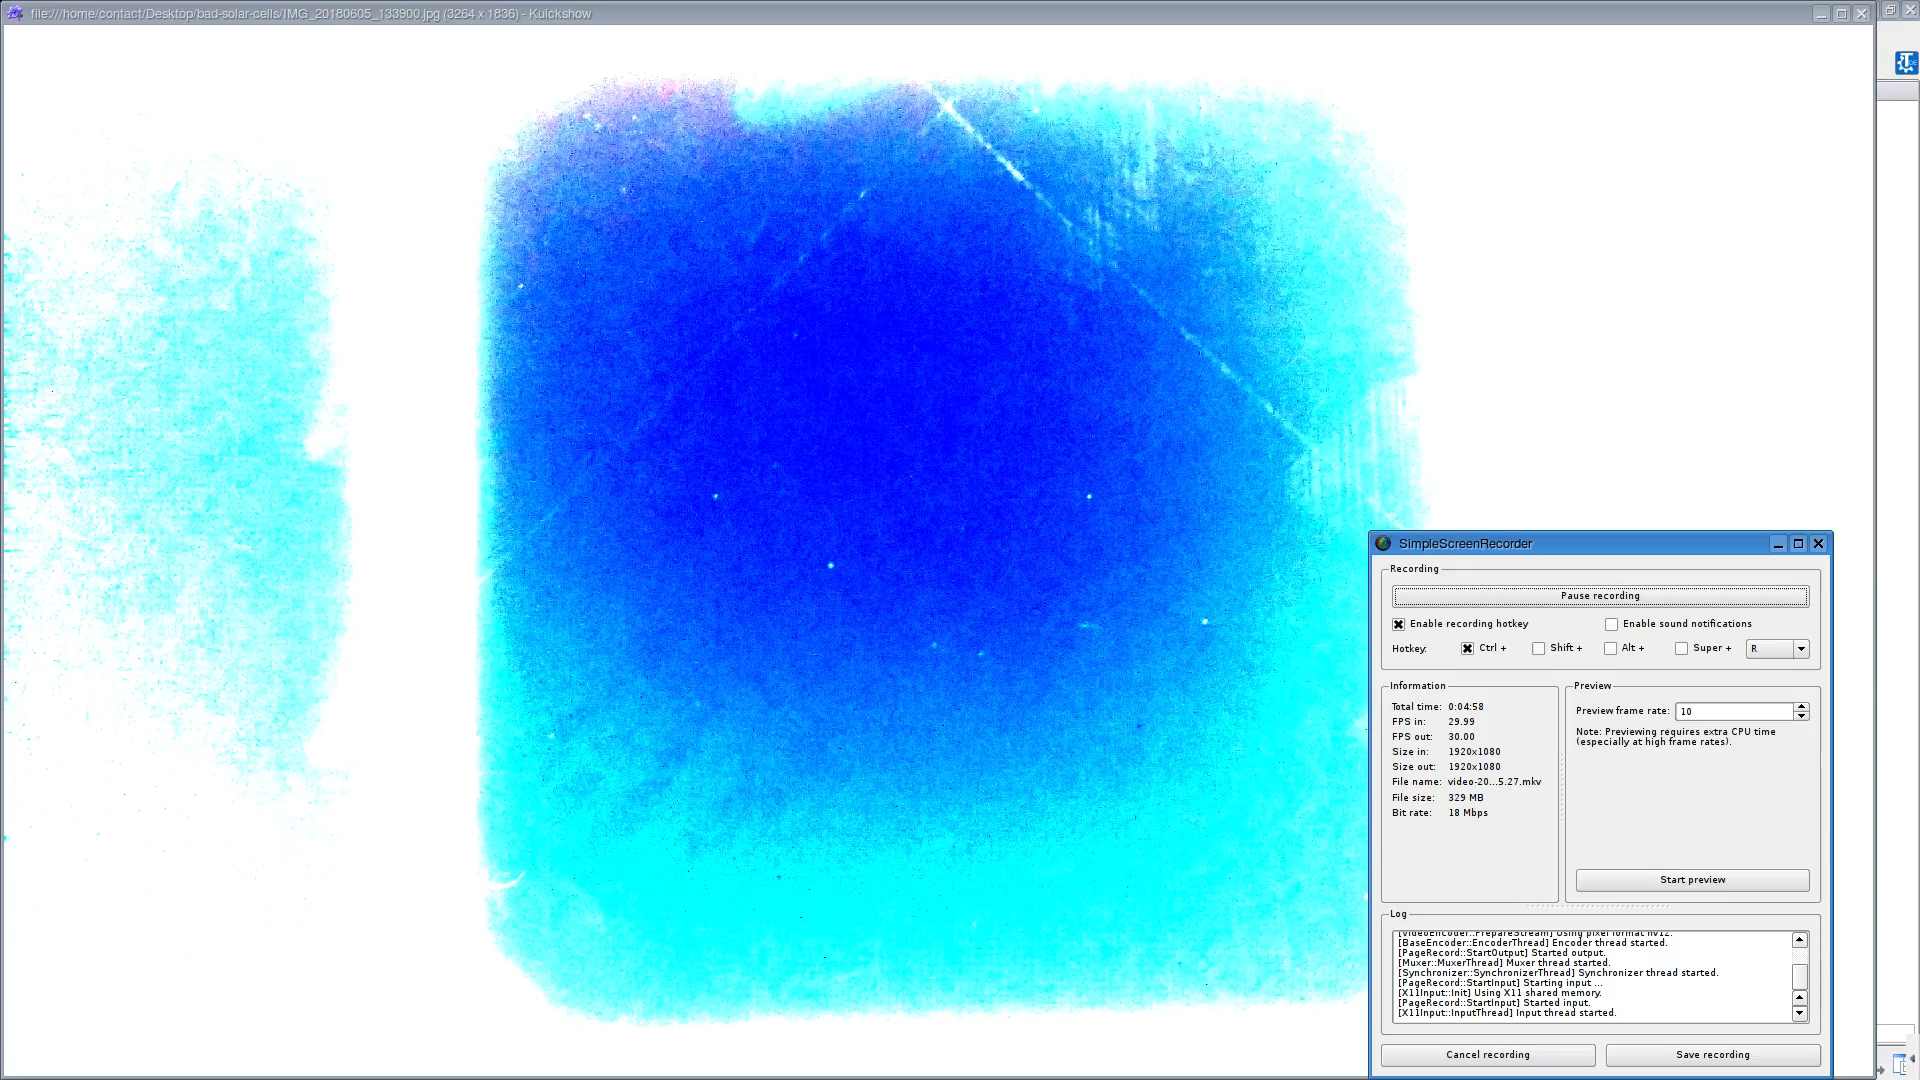 file:///home/contact/Desktop/bad-solar-cells/IMG_20180605_133900.jpg (3264 x 1836) - Kuickshow
SimpleScreenRecorder
Recording
Pause recording
Enable recording hotkey
Enable sound notifications
Hotkey:
Ctrl +
Shift +
Alt +
Super +
R
Information
Total time: 0:04:58
FPS in: 29.99
FPS out: 30.00
Size in: 1920x1080
Size out: 1920x1080
File name: video-20...5.27.mkv
File size: 329 MB
Bit rate: 18 Mbps
Preview
Preview frame rate: 10
Note: Previewing requires extra CPU time
(especially at high frame rates).
Start preview
Log
[VideoEncoder::PrepareStream] Using pixel format nv12.
[BaseEncoder::EncoderThread] Encoder thread started.
[PageRecord::StartOutput] Started output.
[Muxer::MuxerThread] Muxer thread started.
[Synchronizer::SynchronizerThread] Synchronizer thread started.
[PageRecord::StartInput] Starting input ...
[X11Input::Init] Using X11 shared memory.
[PageRecord::StartInput] Started input.
[X11Input::InputThread] Input thread started.
Cancel recording
Save recording